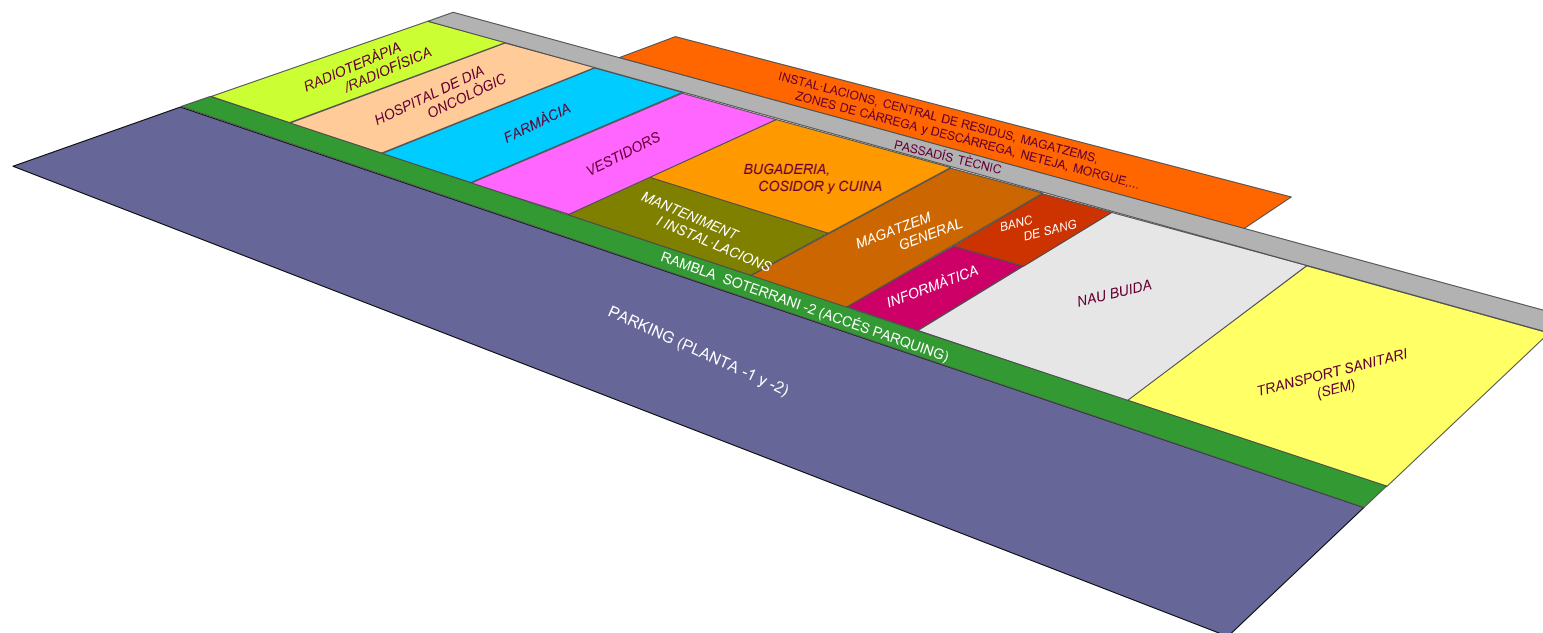 RADIOTERÀPIA
/RADIOFÍSICA
HOSPITAL DE DIA
ONCOLÒGIC
FARMÀCIA
VESTIDORS
BUGADERIA,
COSIDOR y CUINA
MANTENIMENT
I INSTAL·LACIONS
MAGATZEM
GENERAL
BANC
DE SANG
INFORMÀTICA
NAU BUIDA
TRANSPORT SANITARI
(SEM)
INSTAL·LACIONS, CENTRAL DE RESIDUS, MAGATZEMS,
ZONES DE CÀRREGA y DESCÀRREGA, NETEJA, MORGUE,...
PASSADÍS TÈCNIC
RAMBLA SOTERRANI -2 (ACCÉS PARQUING)
PARKING (PLANTA -1 y -2)